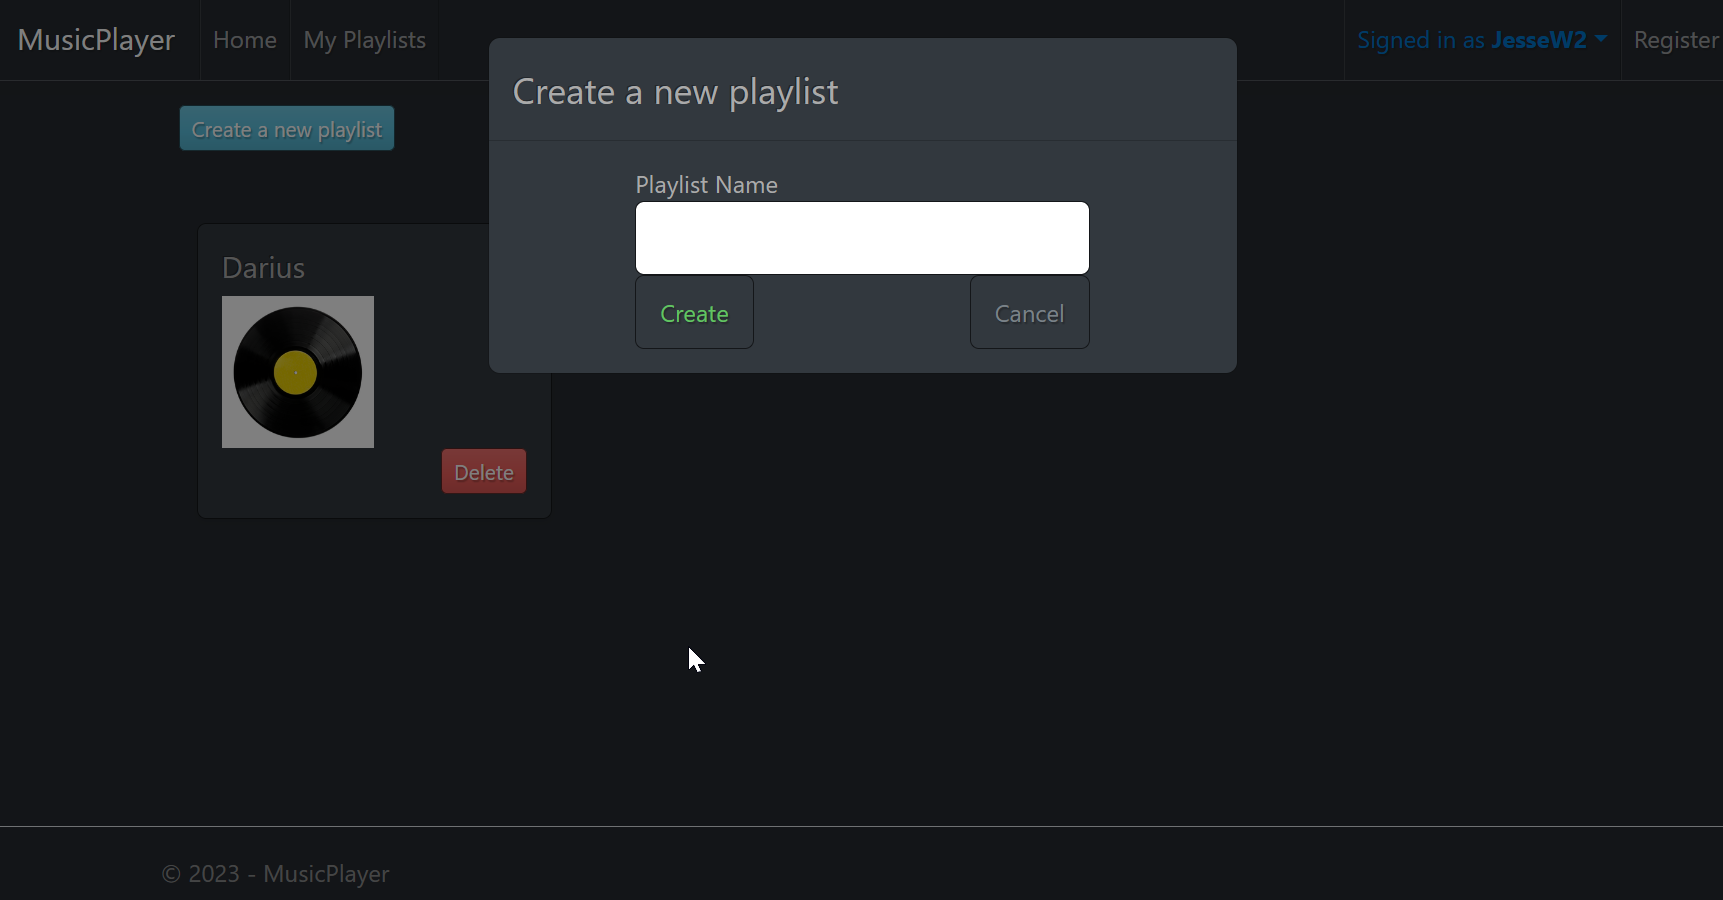 MusicPlayer Home My Playlists Signed in as JesseW2 Register
Create a new playlist
Create a new playlist
Playlist Name
Darius
Create Cancel
Delete
© 2023 - MusicPlayer